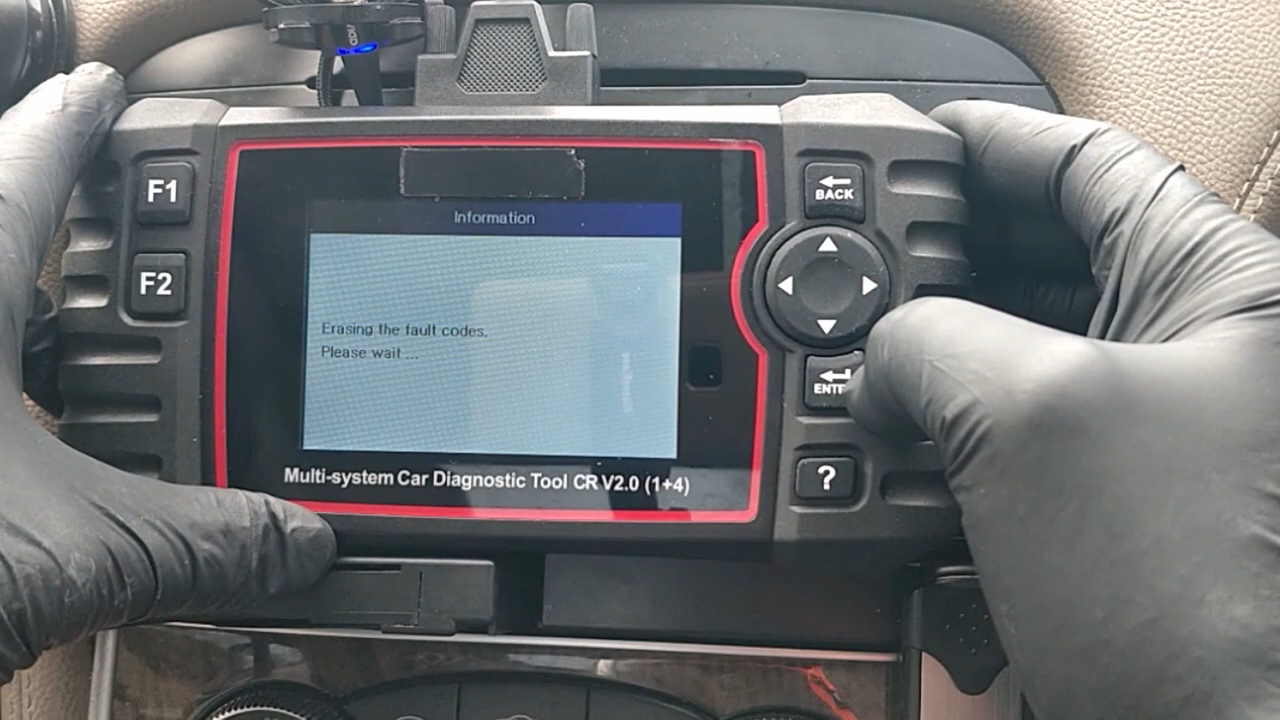 F1
F2
Information
Erasing the fault codes.
Please wait ...
Multi-system Car Diagnostic Tool CR V2.0 (1+4)
BACK
ENTE
?